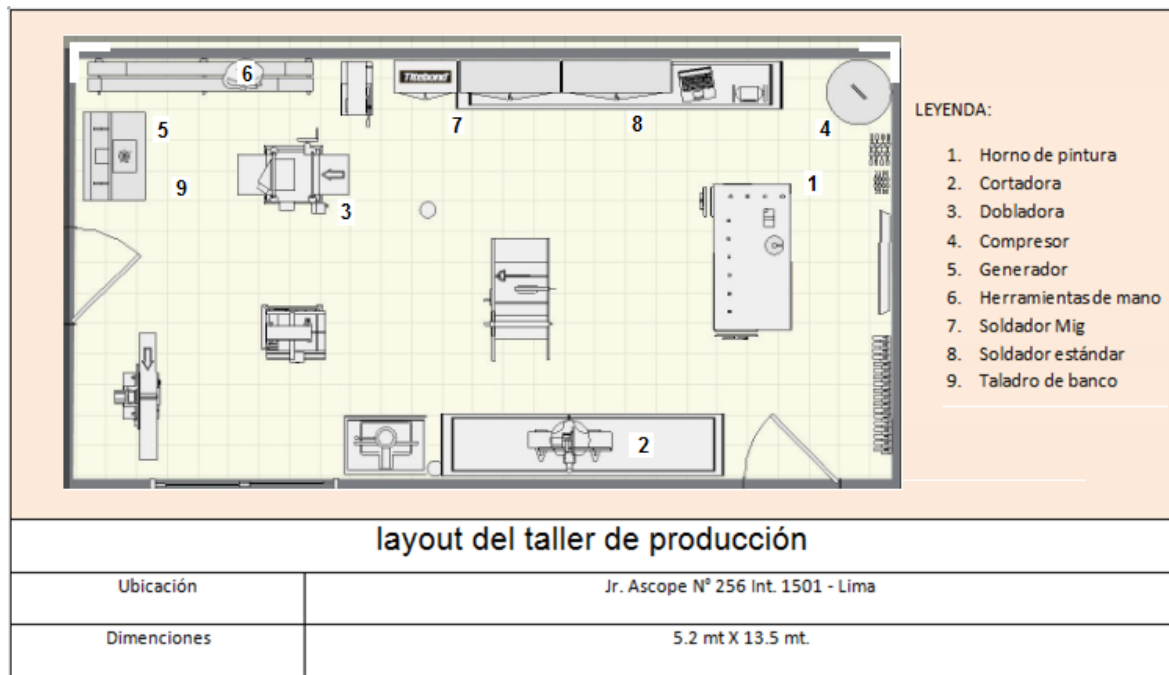 6
Titebond
5
7
8
4
9
3
1
2
LEYENDA:
1. Horno de pintura
2. Cortadora
3. Dobladora
4. Compresor
5. Generador
6. Herramientas de mano
7. Soldador Mig
8. Soldador estándar
9. Taladro de banco
layout del taller de producción
Ubicación
Jr. Ascope Nº 256 Int. 1501 - Lima
Dimenciones
5.2 mt X 13.5 mt.